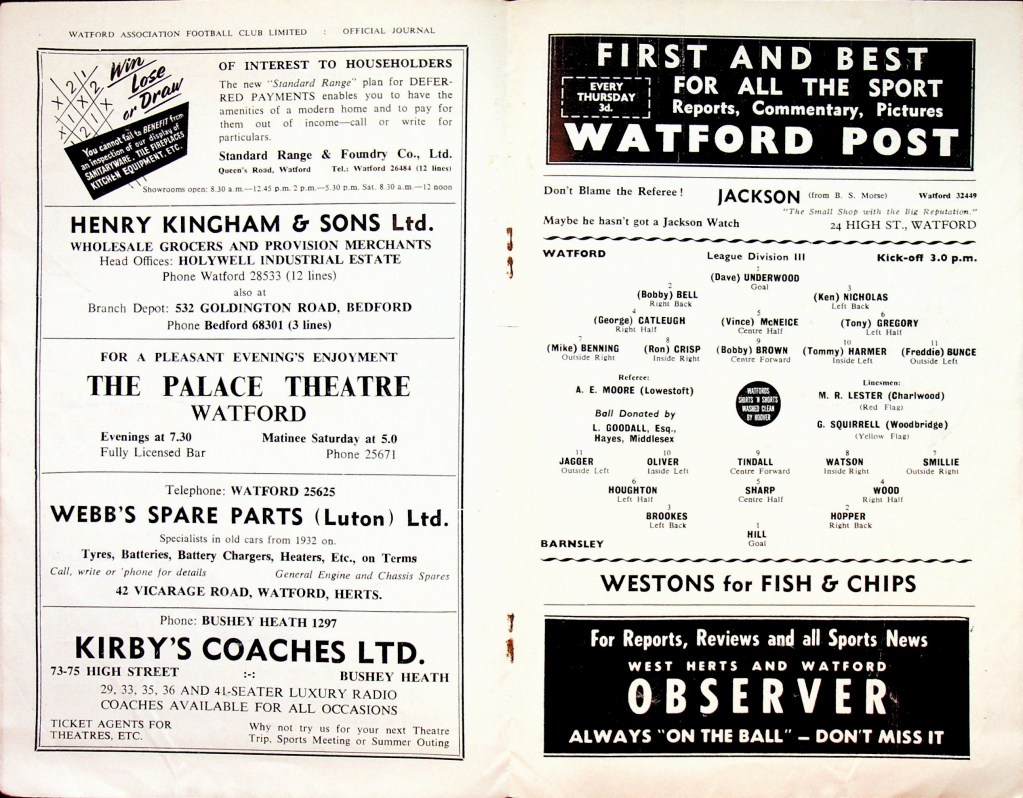 WATFORD ASSOCIATION FOOTBALL CLUB LIMITED : OFFICIAL JOURNAL
Win
Lose
or Draw
You cannot fail to BENEFIT from
an inspection of our display of
SANITARYWARE, TILE FIREPLACES
KITCHEN EQUIPMENT, ETC.
OF INTEREST TO HOUSEHOLDERS
The new "Standard Range" plan for DEFER-
RED PAYMENTS enables you to have the
amenities of a modern home and to pay for
them out of income—call or write for
particulars.
Standard Range & Foundry Co., Ltd.
Queen's Road, Watford Tel.: Watford 26484 (12 lines)
Showrooms open: 8.30 a.m.—12.45 p.m. 2 p.m.—5.30 p.m. Sat. 8.30 a.m.—12 noon
HENRY KINGHAM & SONS Ltd.
WHOLESALE GROCERS AND PROVISION MERCHANTS
Head Offices: HOLYWELL INDUSTRIAL ESTATE
Phone Watford 28533 (12 lines)
also at
Branch Depot: 532 GOLDINGTON ROAD, BEDFORD
Phone Bedford 68301 (3 lines)
FOR A PLEASANT EVENING'S ENJOYMENT
THE PALACE THEATRE
WATFORD
Evenings at 7.30 Matinee Saturday at 5.0
Fully Licensed Bar Phone 25671
Telephone: WATFORD 25625
WEBB'S SPARE PARTS (Luton) Ltd.
Specialists in old cars from 1932 on.
Tyres, Batteries, Battery Chargers, Heaters, Etc., on Terms
Call, write or 'phone for details General Engine and Chassis Spares
42 VICARAGE ROAD, WATFORD, HERTS.
Phone: BUSHEY HEATH 1297
KIRBY'S COACHES LTD.
73-75 HIGH STREET :-: BUSHEY HEATH
29, 33, 35, 36 AND 41-SEATER LUXURY RADIO
COACHES AVAILABLE FOR ALL OCCASIONS
TICKET AGENTS FOR
THEATRES, ETC.
Why not try us for your next Theatre
Trip, Sports Meeting or Summer Outing
FIRST AND BEST
EVERY
THURSDAY
3d.
FOR ALL THE SPORT
Reports, Commentary, Pictures
WATFORD POST
Don't Blame the Referee! JACKSON (from B. S. Morse) Watford 32449
"The Small Shop with the Big Reputation."
Maybe he hasn't got a Jackson Watch 24 HIGH ST., WATFORD
WATFORD League Division III Kick-off 3.0 p.m.
1
(Dave) UNDERWOOD
Goal
2 3
(Bobby) BELL (Ken) NICHOLAS
Right Back Left Back
4 5 6
(George) CATLEUGH (Vince) McNEICE (Tony) GREGORY
Right Half Centre Half Left Half
7 8 9 10 11
(Mike) BENNING (Ron) CRISP (Bobby) BROWN (Tommy) HARMER (Freddie) BUNCE
Outside Right Inside Right Centre Forward Inside Left Outside Left
Referee:
A. E. MOORE (Lowestoft)
Ball Donated by
L. GOODALL, Esq.,
Hayes, Middlesex
WATFORDS
SHIRTS 'N SHORTS
WASHED CLEAN
BY HOOVER
Linesmen:
M. R. LESTER (Charlwood)
(Red Flag)
G. SQUIRRELL (Woodbridge)
(Yellow Flag)
11 10 9 8 7
JAGGER OLIVER TINDALL WATSON SMILLIE
Outside Left Inside Left Centre Forward Inside Right Outside Right
6 5 4
HOUGHTON SHARP WOOD
Left Half Centre Half Right Half
3 2
BROOKES HOPPER
Left Back Right Back
1
HILL
Goal
BARNSLEY
WESTONS for FISH & CHIPS
For Reports, Reviews and all Sports News
WEST HERTS AND WATFORD
OBSERVER
ALWAYS "ON THE BALL" – DON'T MISS IT